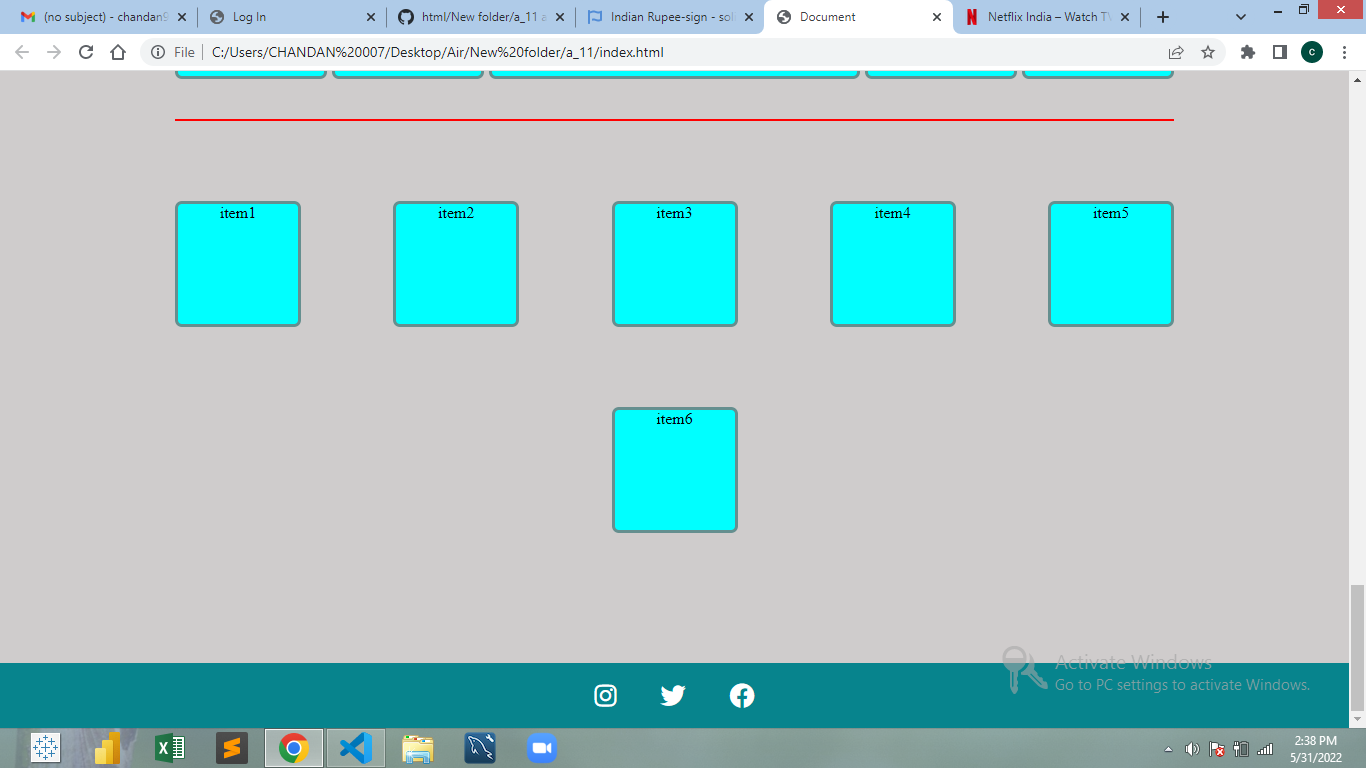 (no subject) - chandan9
Log In
html/New folder/a_11 a
Indian Rupee-sign - soli
Document
Netflix India – Watch TV
File
C:/Users/CHANDAN%20007/Desktop/Air/New%20folder/a_11/index.html
c
item1
item2
item3
item4
item5
item6
Activate Windows
Go to PC settings to activate Windows.
2:38 PM
5/31/2022